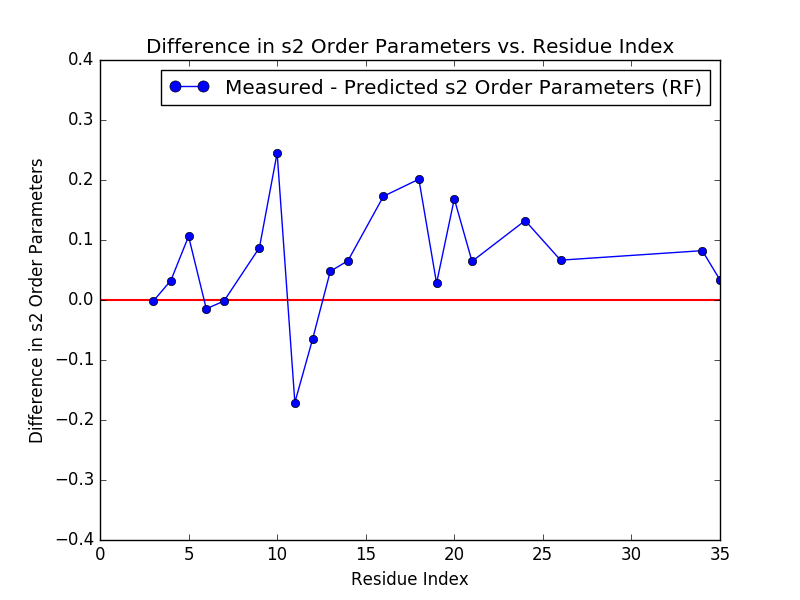 Difference in s2 Order Parameters vs. Residue Index
Measured - Predicted s2 Order Parameters (RF)
Difference in s2 Order Parameters
0.4
0.3
0.2
0.1
0.0
−0.1
−0.2
−0.3
−0.4
0 5 10 15 20 25 30 35
Residue Index